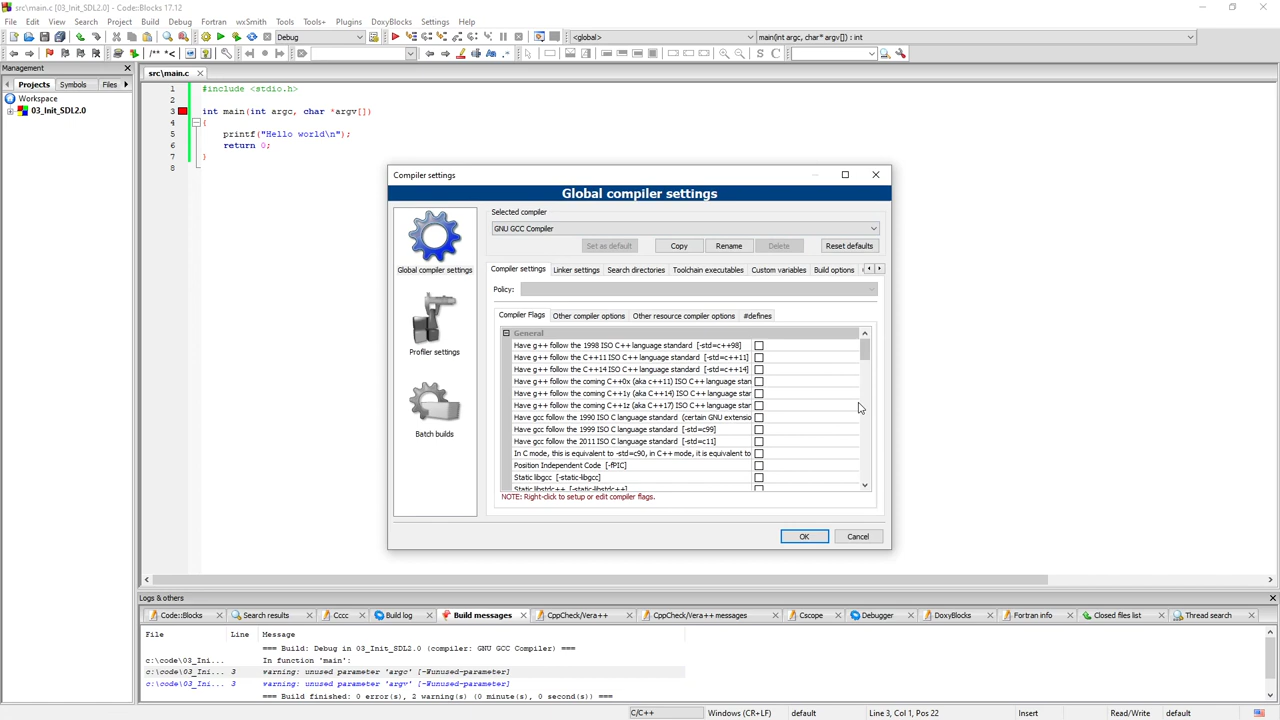 src\main.c [03_Init_SDL2.0] - Code::Blocks 17.12
File Edit View Search Project Build Debug Fortran wxSmith Tools Tools+ Plugins DoxyBlocks Settings Help
Debug <global> main(int argc, char* argv[]) : int
/** *< S C
Management
Projects Symbols Files
Workspace
03_Init_SDL2.0
src\main.c
1 #include <stdio.h>
2
3 int main(int argc, char *argv[])
4 {
5 printf("Hello world\n");
6 return 0;
7 }
8
Compiler settings
Global compiler settings
Global compiler settings
Profiler settings
Batch builds
Selected compiler
GNU GCC Compiler
Set as default Copy Rename Delete Reset defaults
Compiler settings Linker settings Search directories Toolchain executables Custom variables Build options
Policy:
Compiler Flags Other compiler options Other resource compiler options #defines
General
Have g++ follow the 1998 ISO C++ language standard [-std=c++98]
Have g++ follow the C++11 ISO C++ language standard [-std=c++11]
Have g++ follow the C++14 ISO C++ language standard [-std=c++14]
Have g++ follow the coming C++0x (aka c++11) ISO C++ language stan
Have g++ follow the coming C++1y (aka C++14) ISO C++ language stan
Have g++ follow the coming C++1z (aka C++17) ISO C++ language stan
Have gcc follow the 1990 ISO C language standard (certain GNU extensio
Have gcc follow the 1999 ISO C language standard [-std=c99]
Have gcc follow the 2011 ISO C language standard [-std=c11]
In C mode, this is equivalent to -std=c90, in C++ mode, it is equivalent to
Position Independent Code [-fPIC]
Static libgcc [-static-libgcc]
Static libstdc++ [-static-libstdc++]
NOTE: Right-click to setup or edit compiler flags.
OK Cancel
Logs & others
Code::Blocks Search results Cccc Build log Build messages CppCheck/Vera++ CppCheck/Vera++ messages Cscope Debugger DoxyBlocks Fortran info Closed files list Thread search
File Line Message
=== Build: Debug in 03_Init_SDL2.0 (compiler: GNU GCC Compiler) ===
c:\code\03_Ini... In function 'main':
c:\code\03_Ini... 3 warning: unused parameter 'argc' [-Wunused-parameter]
c:\code\03_Ini... 3 warning: unused parameter 'argv' [-Wunused-parameter]
=== Build finished: 0 error(s), 2 warning(s) (0 minute(s), 0 second(s)) ===
C/C++ Windows (CR+LF) default Line 3, Col 1, Pos 22 Insert Read/Write default